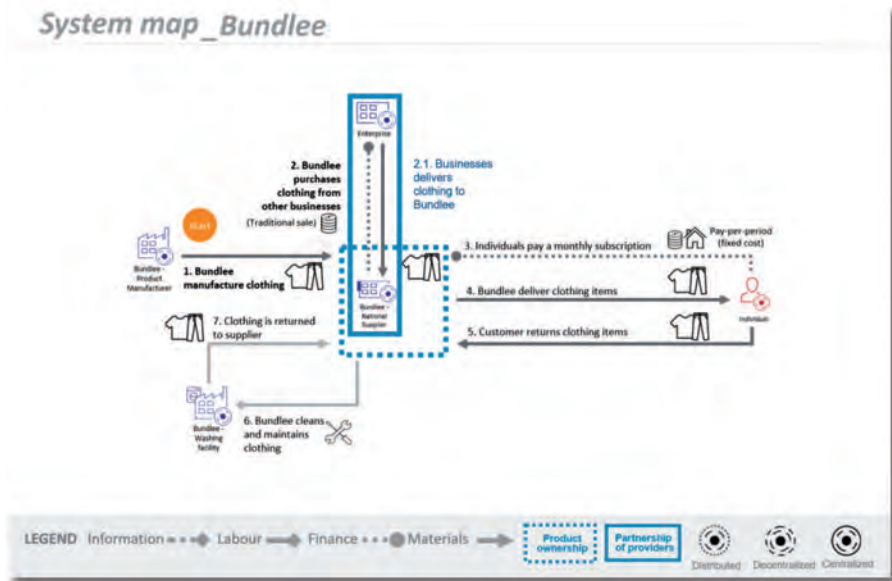 System map_Bundlee
Enterprise
2. Bundlee
purchases
clothing from
other businesses
(Traditional sale)
2.1. Businesses
delivers
clothing to
Bundlee
start
Bundlee -
Product
Manufacturer
1. Bundlee
manufacture clothing
Bundlee -
National
Supplier
3. Individuals pay a monthly subscription
Pay-per-period
(fixed cost)
4. Bundlee deliver clothing items
Individual
5. Customer returns clothing items
7. Clothing is returned
to supplier
Bundlee -
Washing
facility
6. Bundlee cleans
and maintains
clothing
LEGEND Information Labour Finance Materials
Product
ownership
Partnership
of providers
Distributed Decentralized Centralized